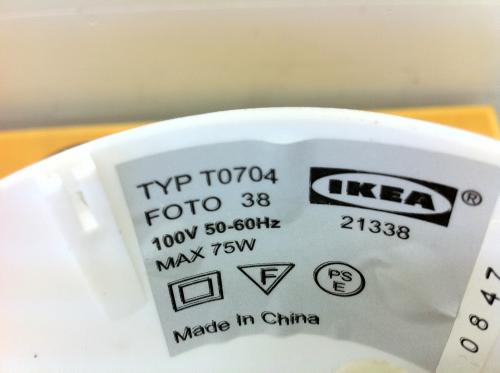 TYP T0704
FOTO 38
100V 50-60Hz
MAX 75W
IKEA®
21338
F
PS
E
Made in China
0847